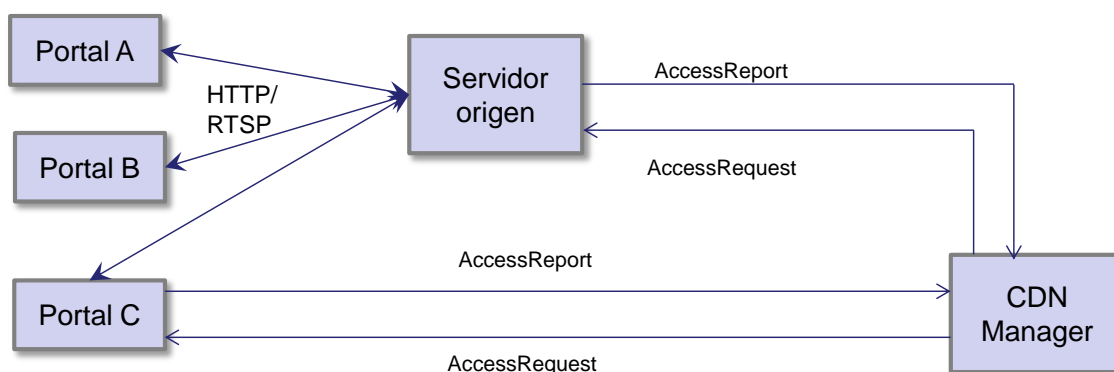 Portal A
Servidor
origen
AccessReport
HTTP/
RTSP
Portal B
AccessRequest
AccessReport
Portal C
CDN
Manager
AccessRequest